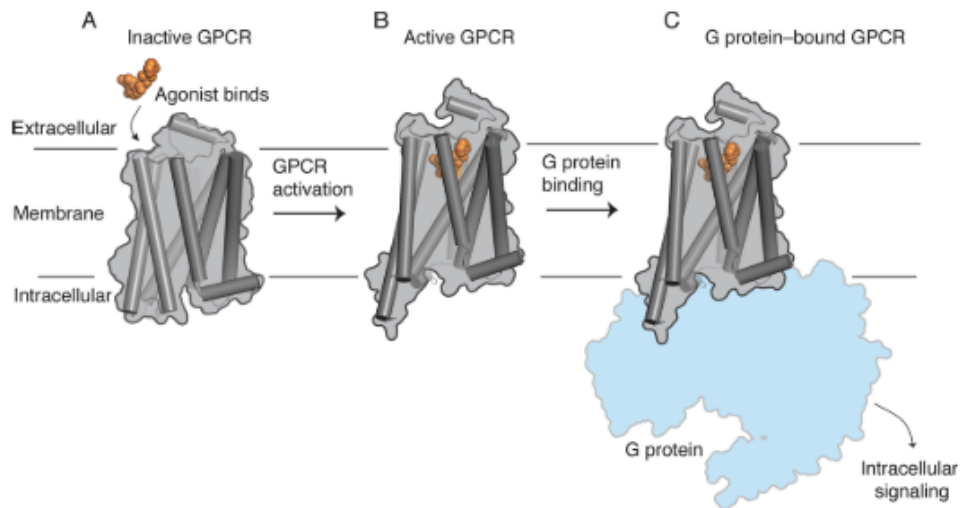 A
Inactive GPCR
Agonist binds
Extracellular
Membrane
Intracellular
GPCR
activation
B
Active GPCR
G protein
binding
C
G protein–bound GPCR
G protein
Intracellular
signaling